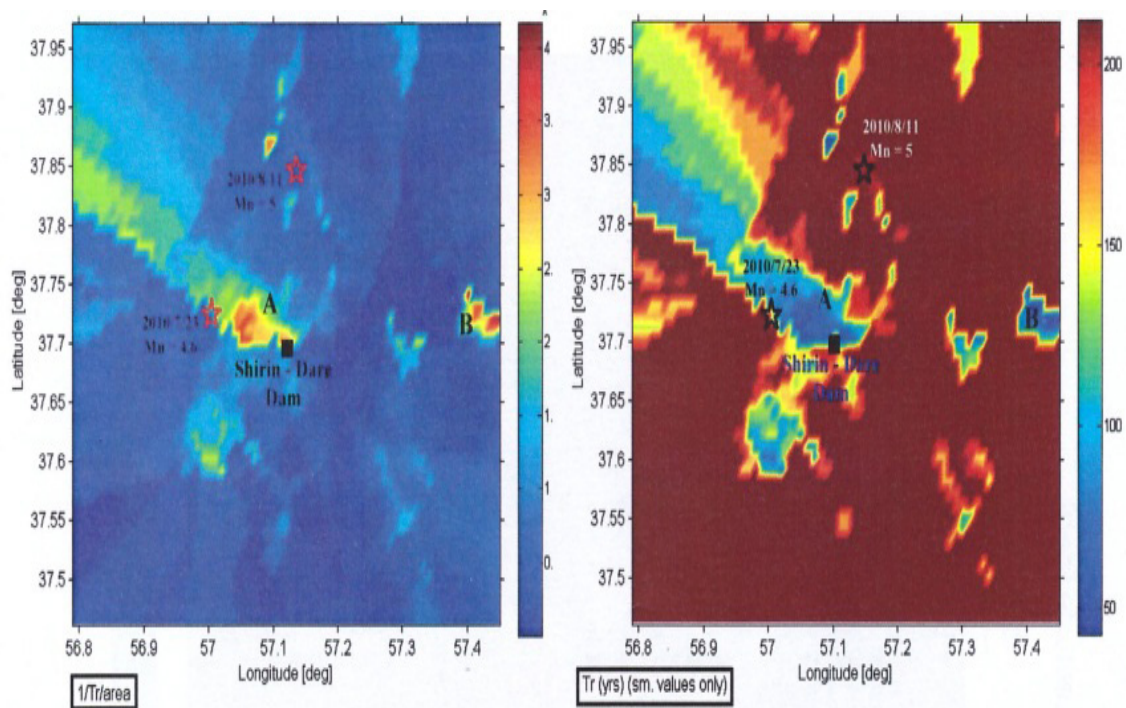 37.95
37.9
37.85
37.8
37.75
37.7
37.65
37.6
37.55
37.5
Latitude [deg]
56.8 56.9 57 57.1 57.2 57.3 57.4
Longitude [deg]
2010/8/11
Mn = 5
2010/7/23
Mn = 4.6
A
B
Shirin - Dare
Dam
4
3.
3
2.
2
1.
1
0.
1/Tr/area
37.95
37.9
37.85
37.8
37.75
37.7
37.65
37.6
37.55
37.5
Latitude [deg]
56.8 56.9 57 57.1 57.2 57.3 57.4
Longitude [deg]
2010/8/11
Mn = 5
2010/7/23
Mn = 4.6
A
B
Shirin - Dare
Dam
200
150
100
50
Tr (yrs) (sm. values only)